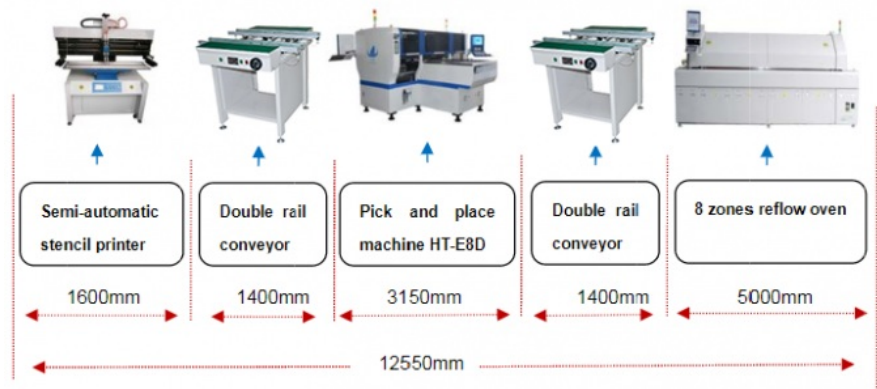 Semi-automatic
stencil printer
Double rail
conveyor
Pick and place
machine HT-E8D
Double rail
conveyor
8 zones reflow oven
1600mm
1400mm
3150mm
1400mm
5000mm
12550mm